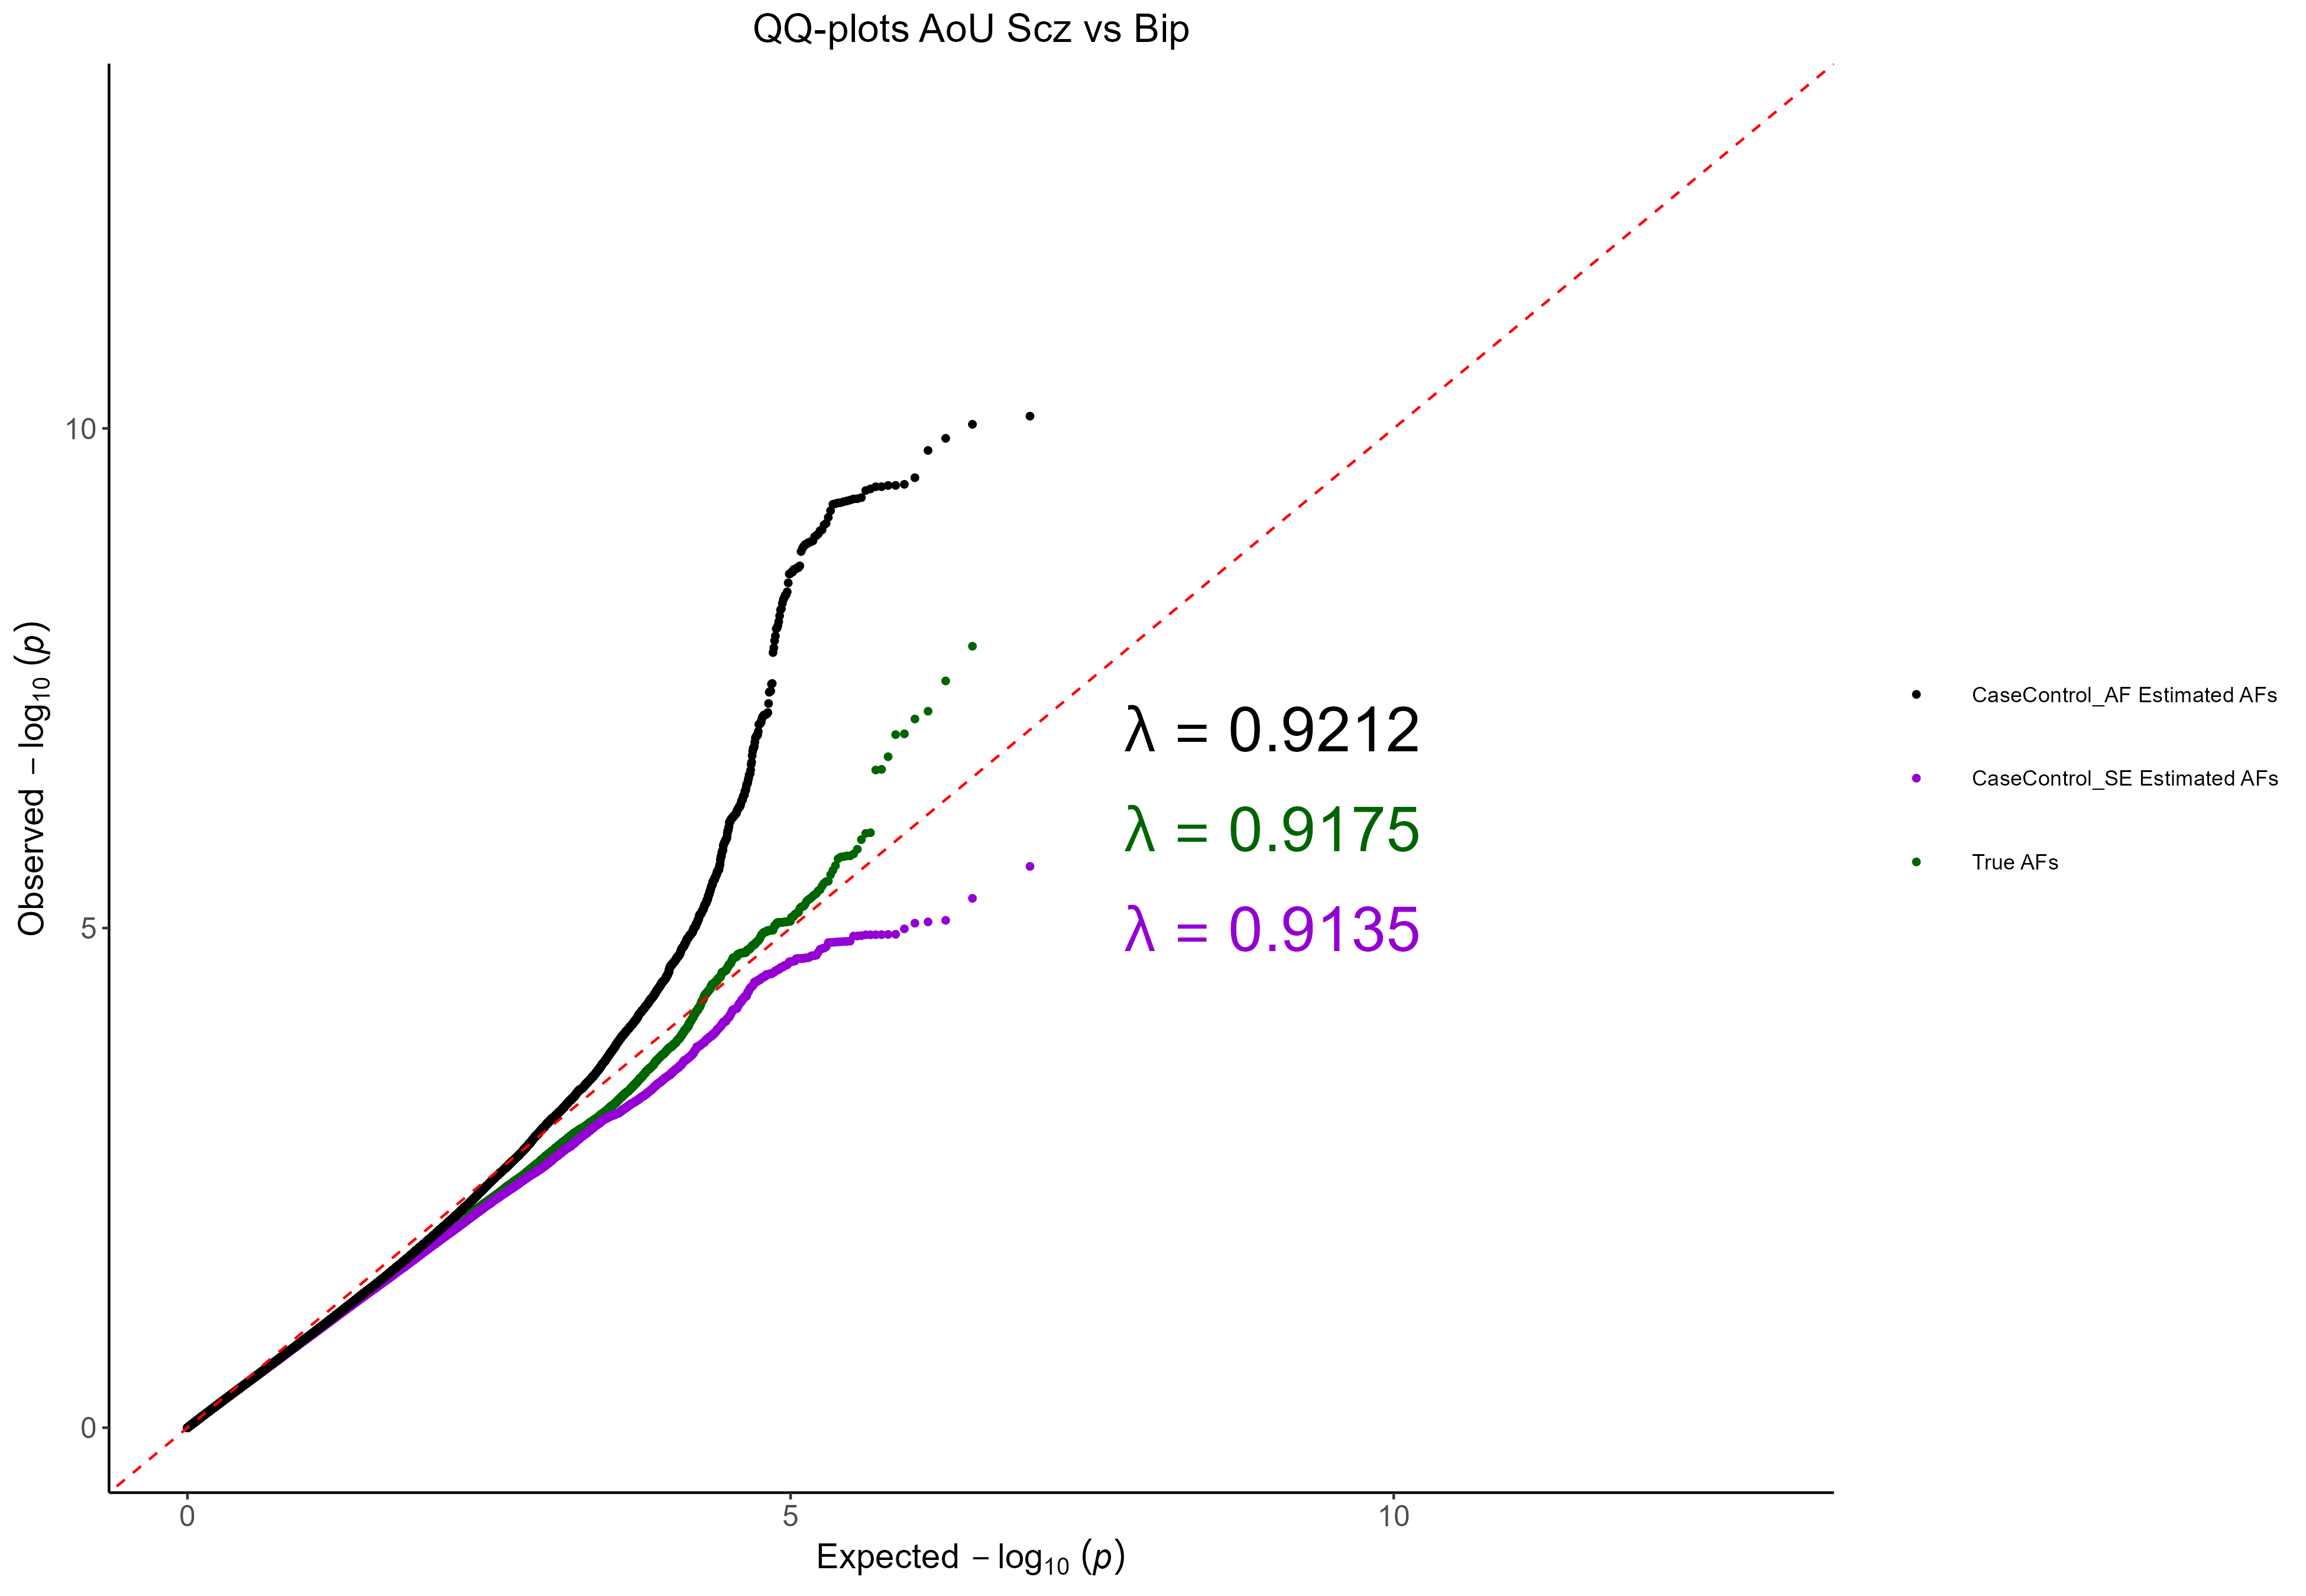 QQ-plots AoU Scz vs Bip
Observed − log10 (p)
10
5
0
λ = 0.9212
λ = 0.9175
λ = 0.9135
CaseControl_AF Estimated AFs
CaseControl_SE Estimated AFs
True AFs
0
5
10
Expected − log10 (p)